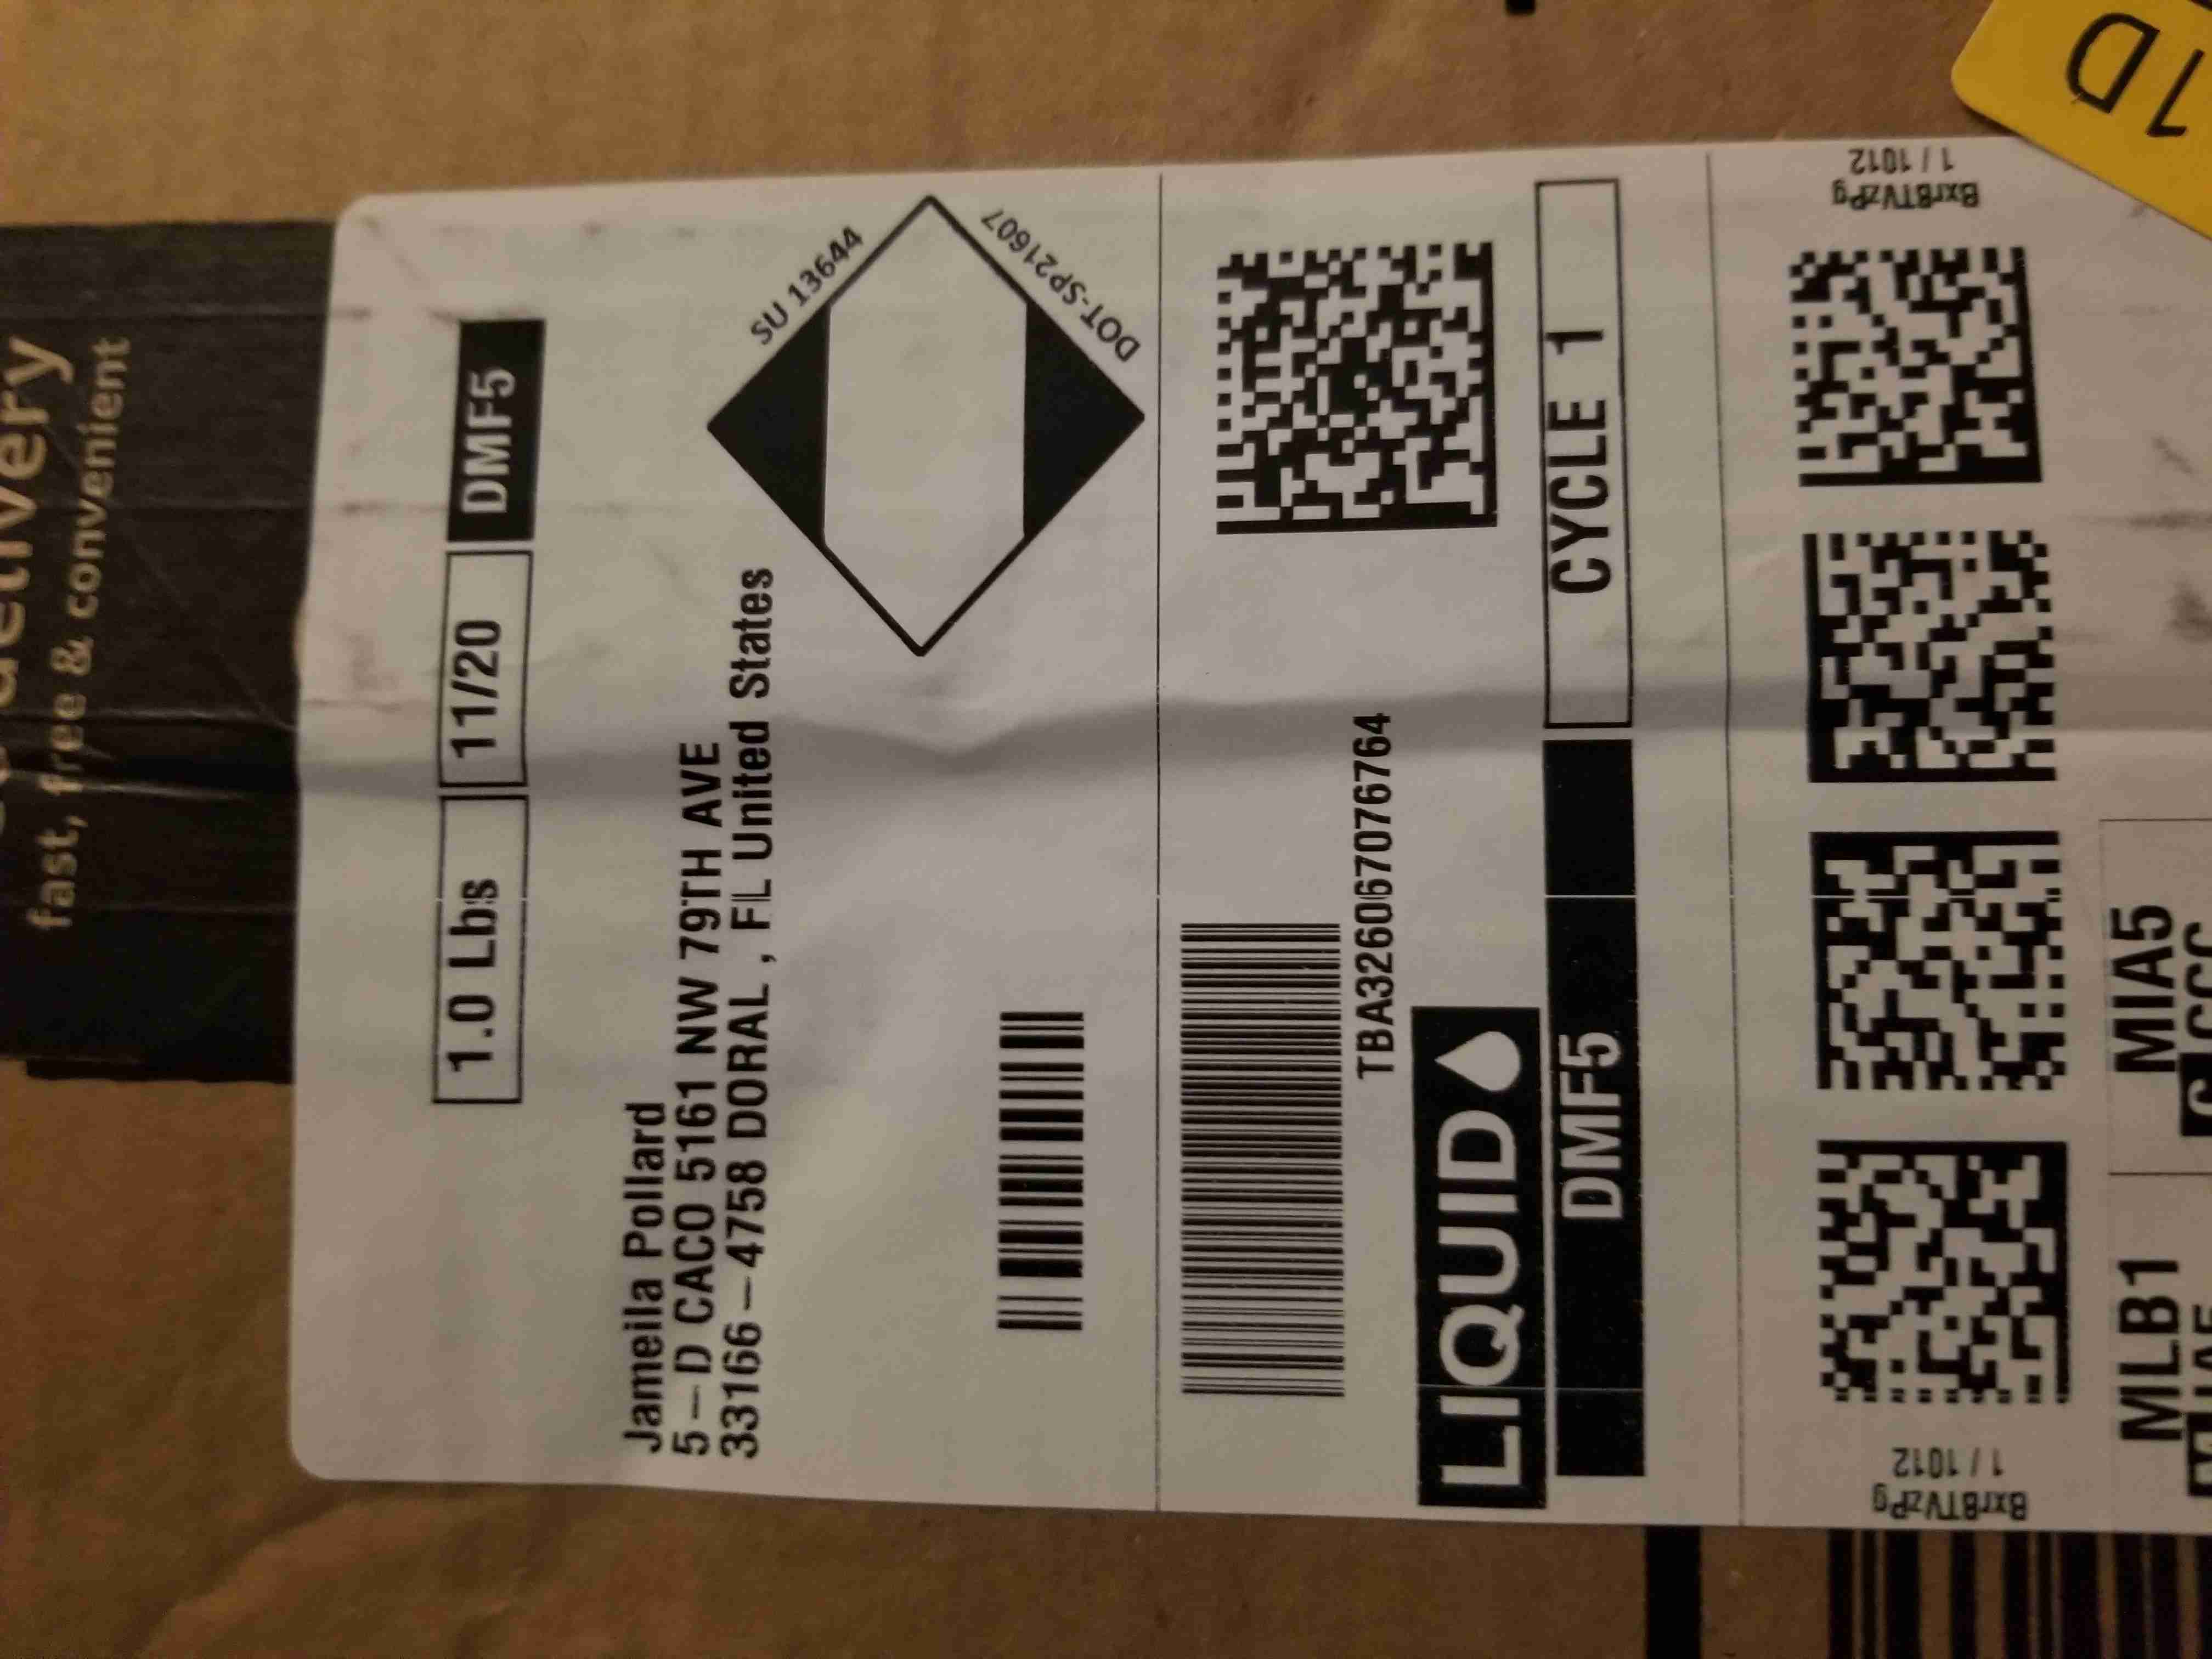 fast, free & convenient
1.0 Lbs 11/20 DMF5
Jameila Pollard
5-D CACO 5161 NW 79TH AVE
33166-4758 DORAL , FL United States
SU 13644
DOT-SP21607
TBA326067076764
LIQUID
DMF5 CYCLE 1
BxrBTVzPg
1 / 1012
BxrBTVzPg
1 / 1012
MLB1 MIA5
1D